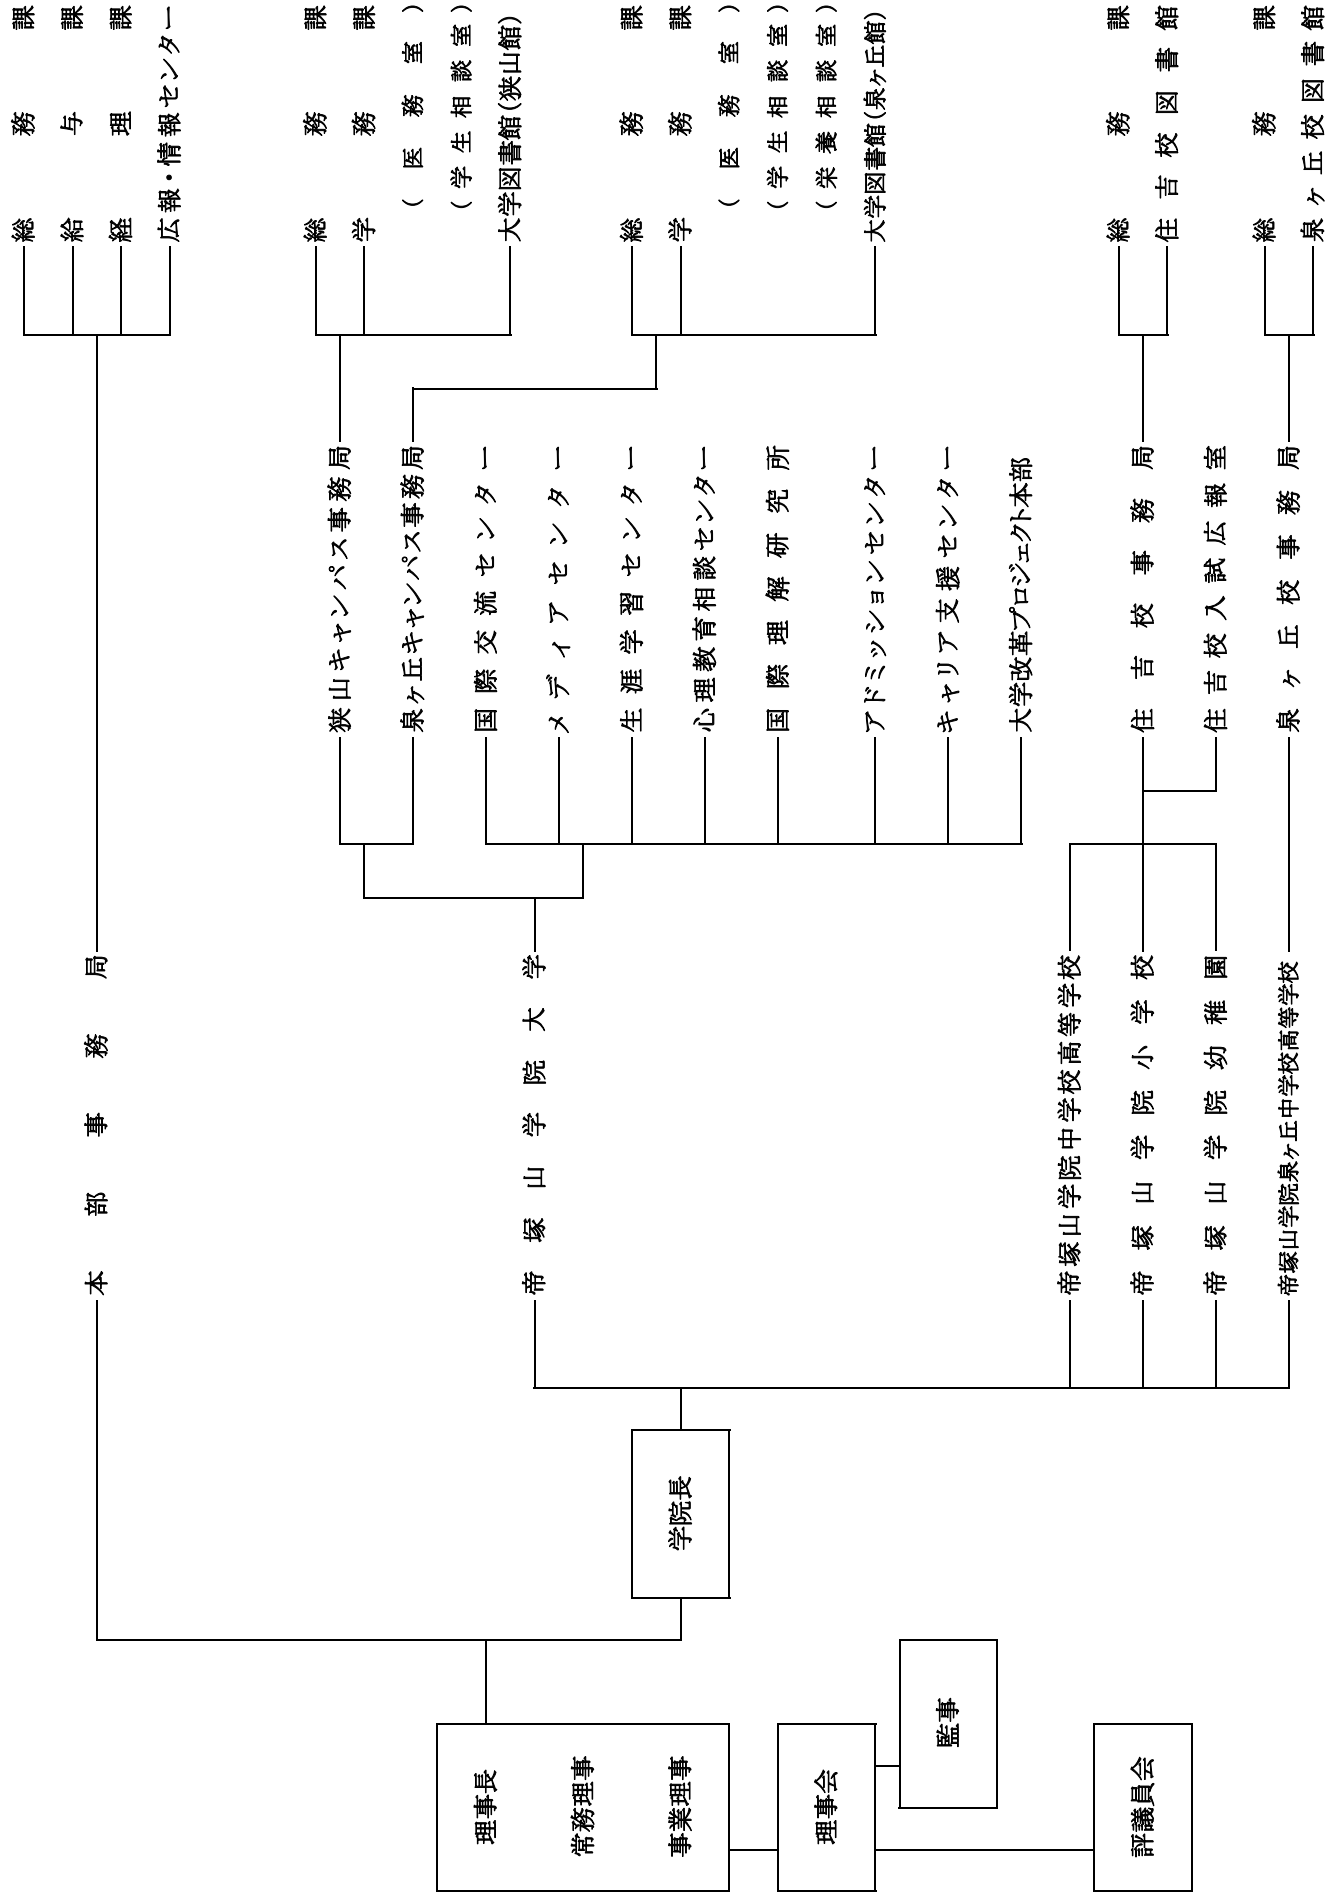 理事長
常務理事
事業理事
理事会
監事
評議員会
学院長
本部事務局
総務課
給与課
経理課
広報・情報センター
帝塚山学院大学
狭山キャンパス事務局
総務課
学務課
（医務室）
（学生相談室）
大学図書館（狭山館）
泉ヶ丘キャンパス事務局
総務課
学務課
（医務室）
（学生相談室）
（栄養相談室）
大学図書館（泉ヶ丘館）
国際交流センター
メディアセンター
生涯学習センター
心理教育相談センター
国際理解研究所
アドミッションセンター
キャリア支援センター
大学改革プロジェクト本部
帝塚山学院中学校高等学校
帝塚山学院小学校
帝塚山学院幼稚園
住吉校事務局
総務課
住吉校図書館
住吉校入試広報室
帝塚山学院泉ヶ丘中学校高等学校
泉ヶ丘校事務局
総務課
泉ヶ丘校図書館